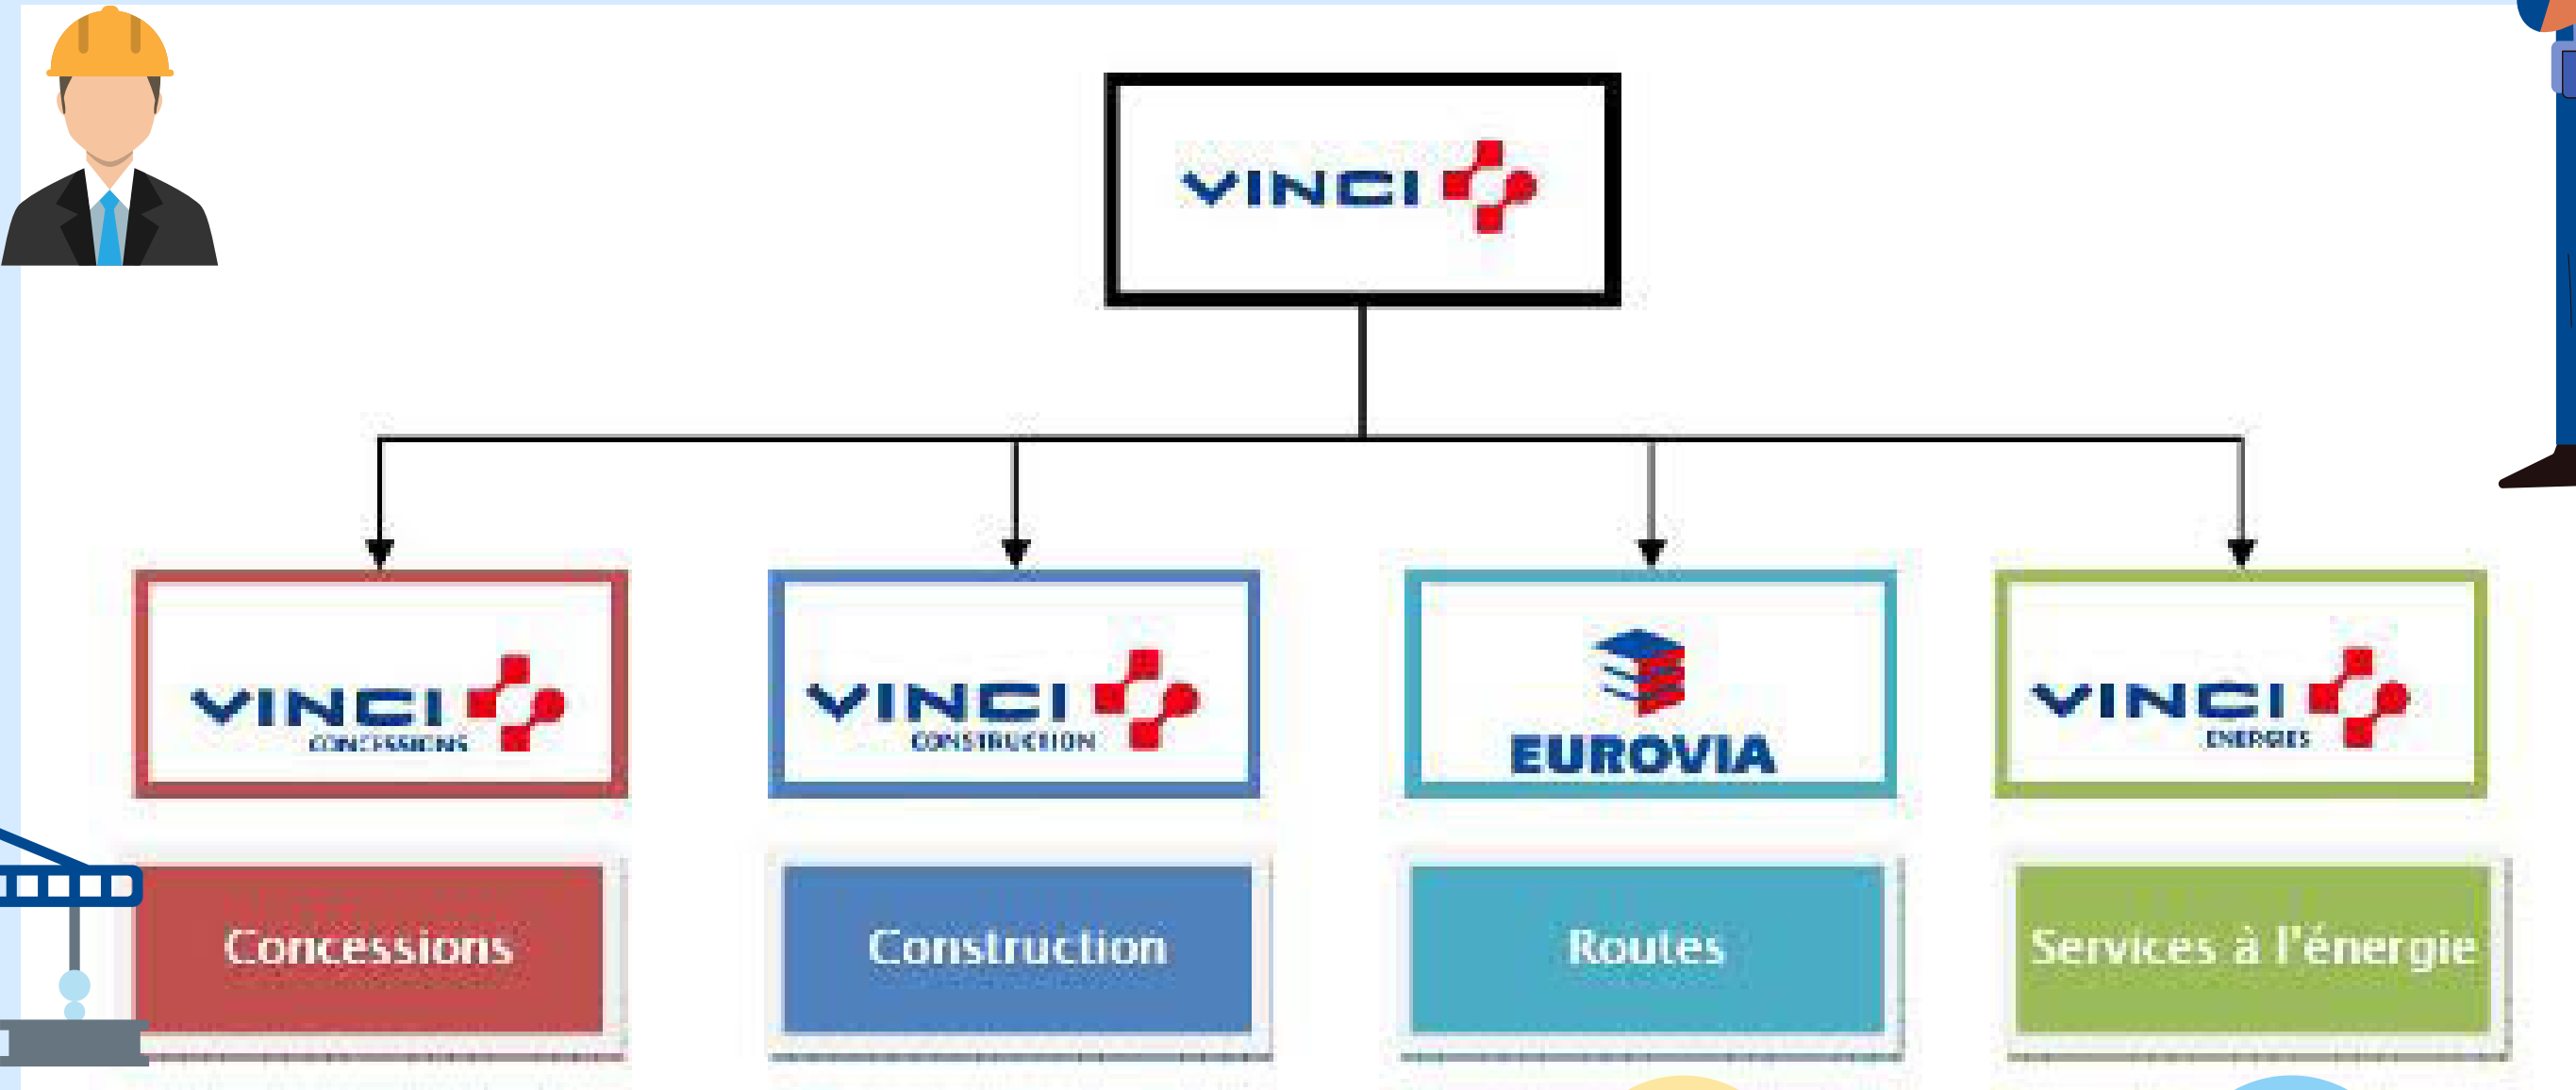 VINCI
VINCI
CONCESSIONS
VINCI
CONSTRUCTION
EUROVIA
VINCI
ENERGIES
Concessions
Construction
Routes
Services à l'énergie